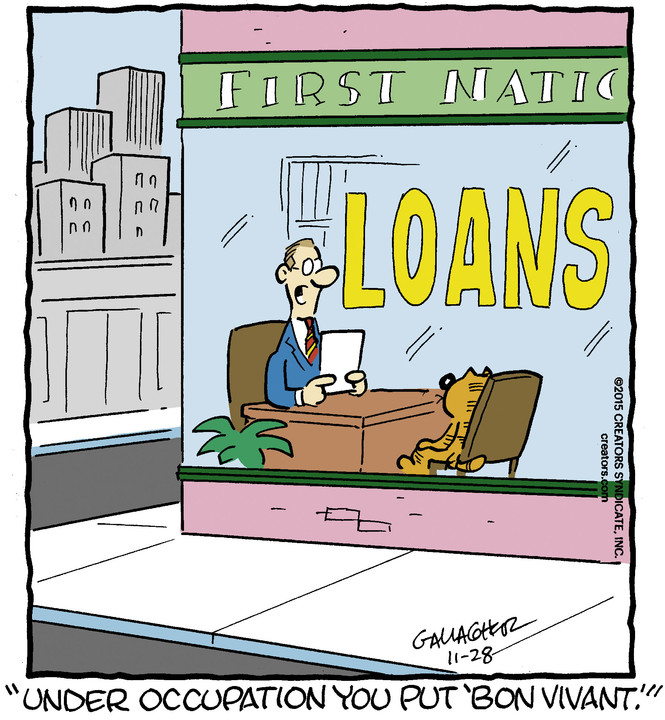 FIRST NATIO
LOANS
©2015 CREATORS SYNDICATE, INC.
creators.com
GALLAGHER
11-28
"UNDER OCCUPATION YOU PUT 'BON VIVANT.'"